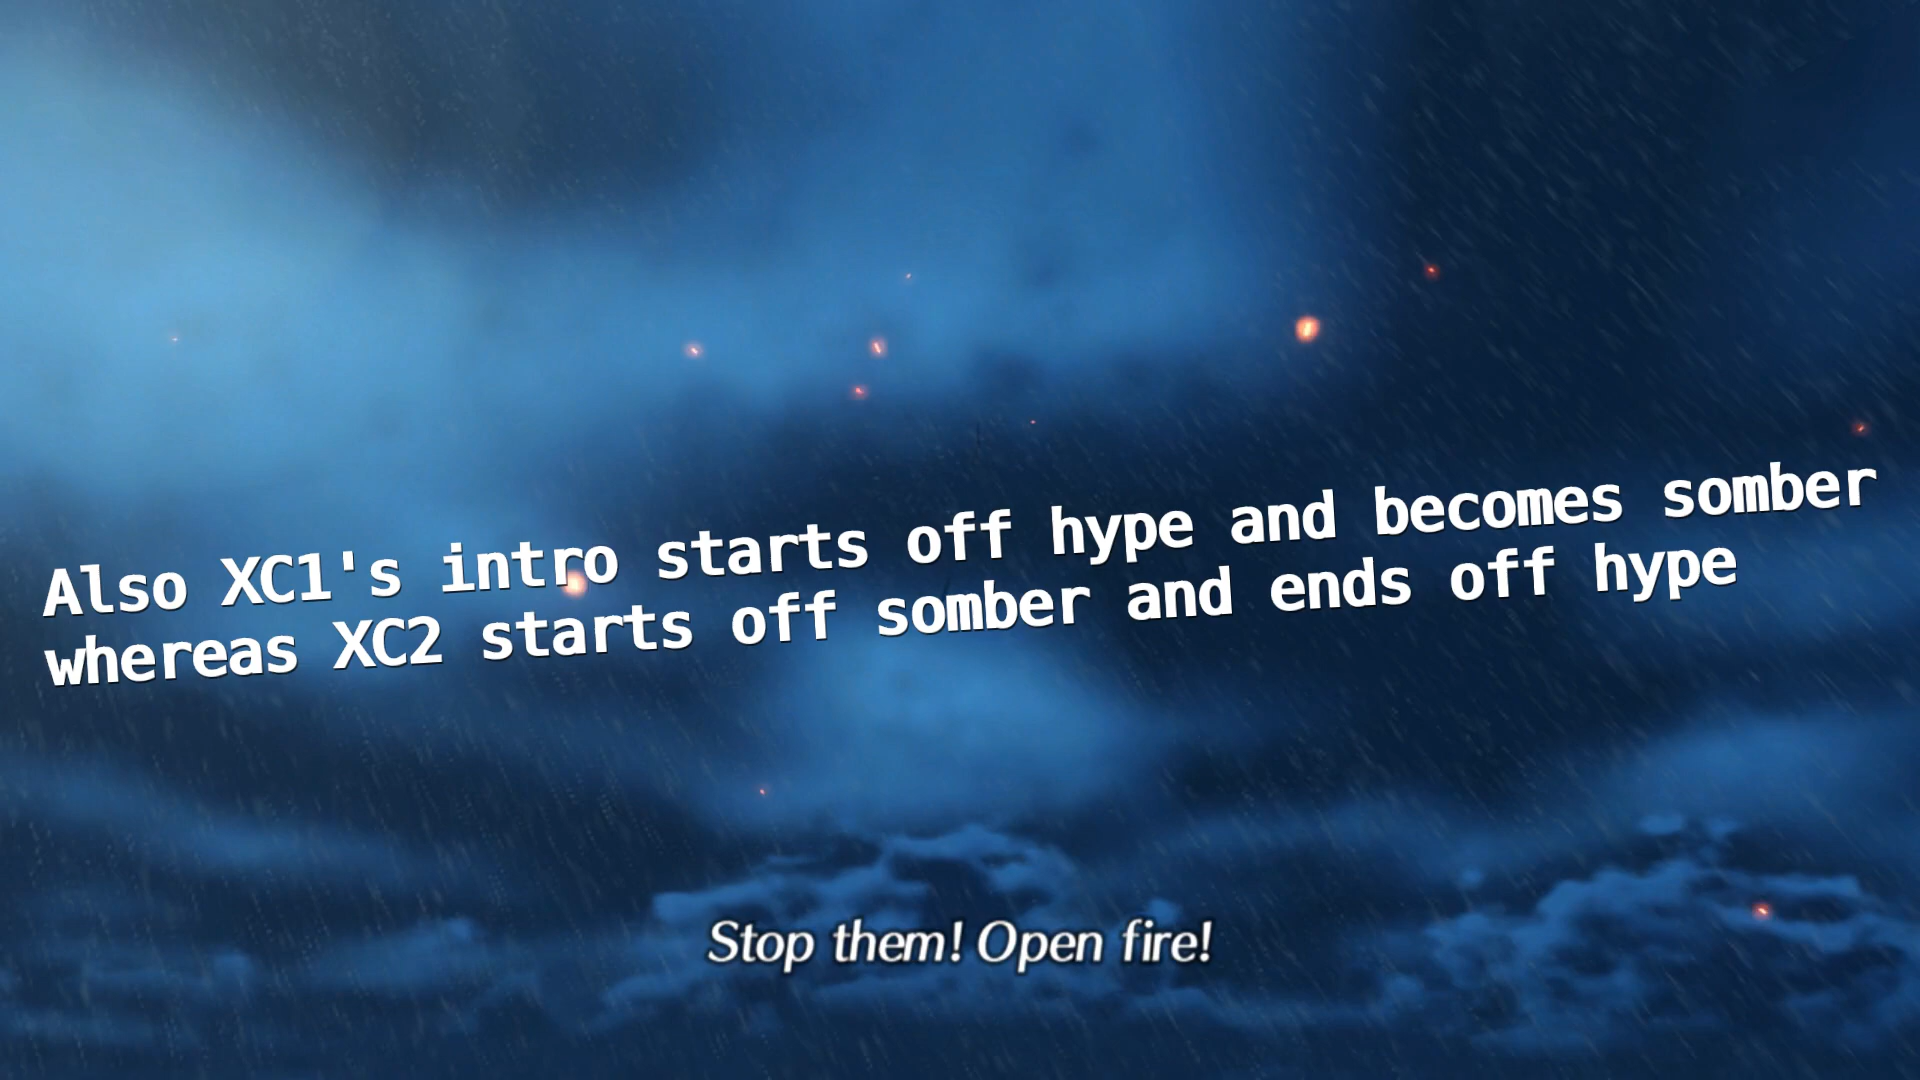 Also XC1's intro starts off hype and becomes somber
whereas XC2 starts off somber and ends off hype
Stop them! Open fire!